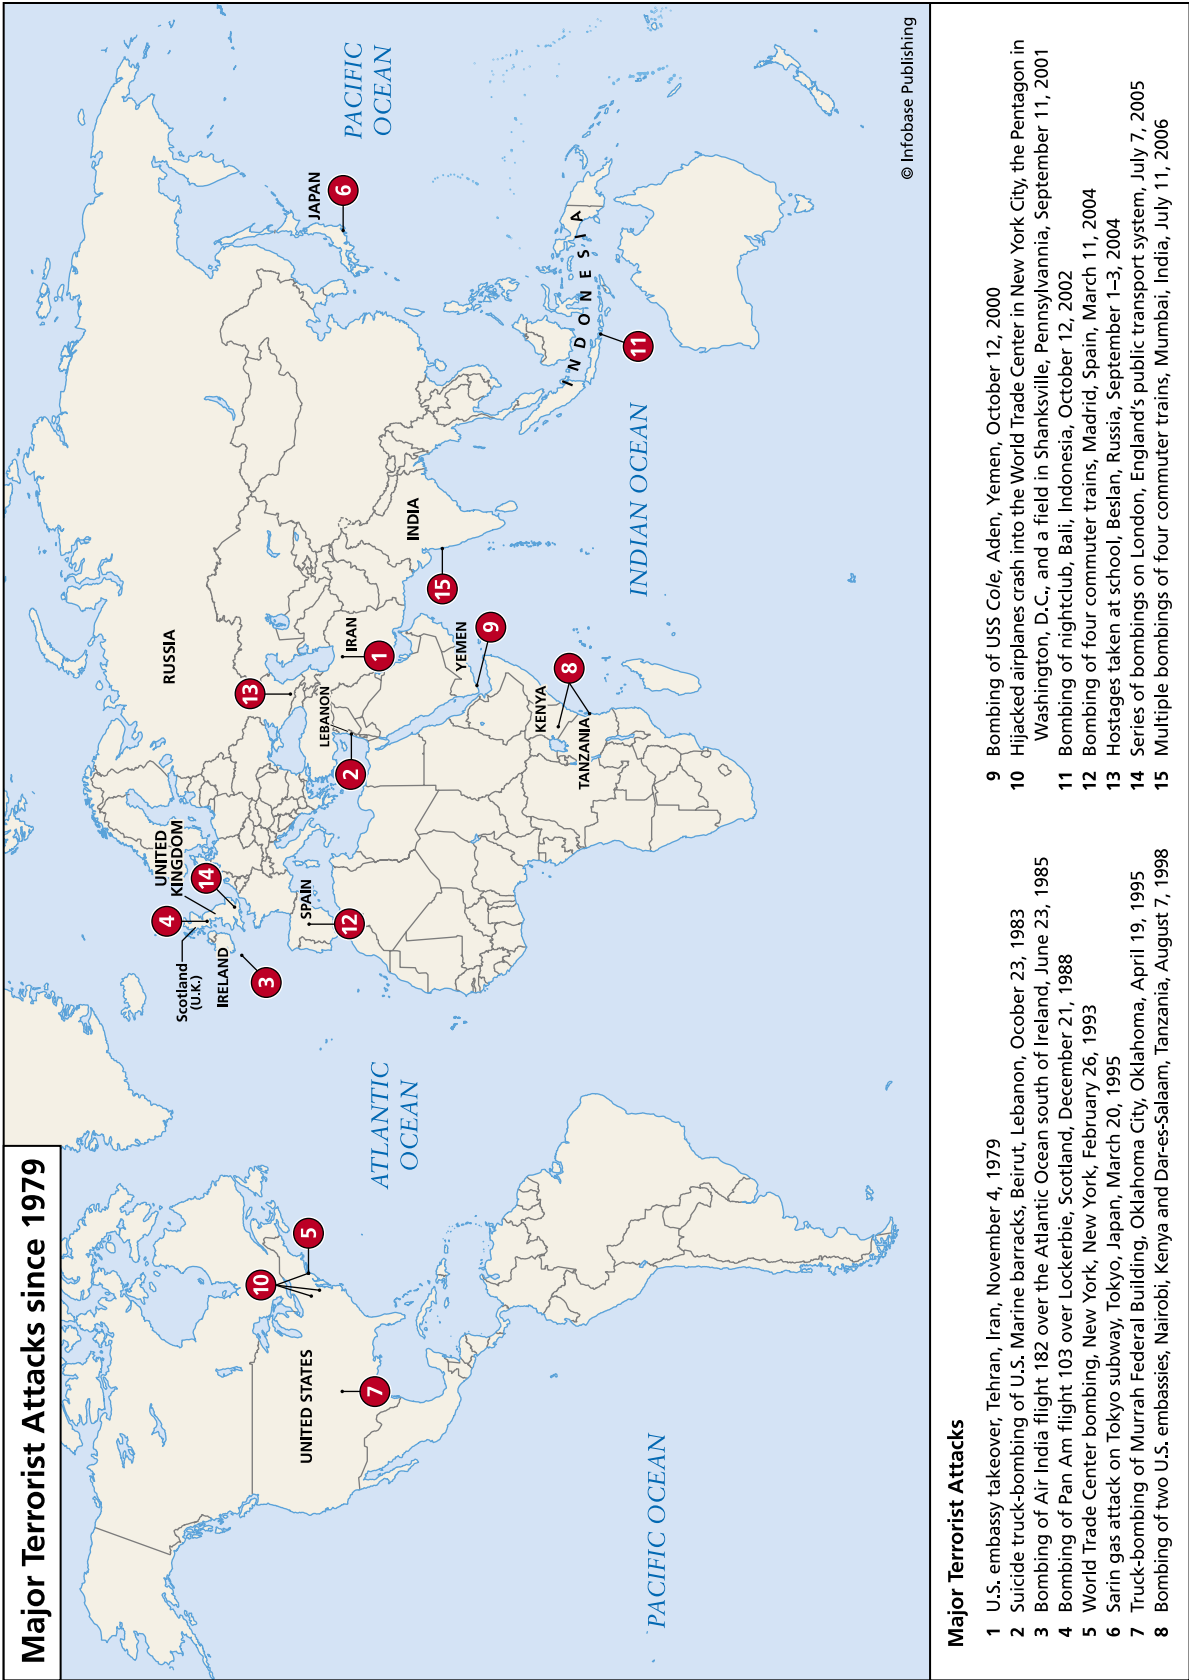 Major Terrorist Attacks since 1979
PACIFIC
OCEAN
ATLANTIC
OCEAN
INDIAN OCEAN
PACIFIC OCEAN
RUSSIA
JAPAN
6
UNITED
KINGDOM
14
4
Scotland
(U.K.)
IRELAND
3
SPAIN
12
13
LEBANON
2
IRAN
1
INDIA
15
YEMEN
9
KENYA
8
TANZANIA
INDONESIA
11
5
10
UNITED STATES
7
© Infobase Publishing
Major Terrorist Attacks
1 U.S. embassy takeover, Tehran, Iran, November 4, 1979
2 Suicide truck-bombing of U.S. Marine barracks, Beirut, Lebanon, Ocober 23, 1983
3 Bombing of Air India flight 182 over the Atlantic Ocean south of Ireland, June 23, 1985
4 Bombing of Pan Am flight 103 over Lockerbie, Scotland, December 21, 1988
5 World Trade Center bombing, New York, New York, February 26, 1993
6 Sarin gas attack on Tokyo subway, Tokyo, Japan, March 20, 1995
7 Truck-bombing of Murrah Federal Building, Oklahoma City, Oklahoma, April 19, 1995
8 Bombing of two U.S. embassies, Nairobi, Kenya and Dar-es-Salaam, Tanzania, August 7, 1998
9 Bombing of USS Cole, Aden, Yemen, October 12, 2000
10 Hijacked airplanes crash into the World Trade Center in New York City, the Pentagon in
Washington, D.C., and a field in Shanksville, Pennsylvannia, September 11, 2001
11 Bombing of nightclub, Bali, Indonesia, October 12, 2002
12 Bombing of four commuter trains, Madrid, Spain, March 11, 2004
13 Hostages taken at school, Beslan, Russia, September 1–3, 2004
14 Series of bombings on London, England's public transport system, July 7, 2005
15 Multiple bombings of four commuter trains, Mumbai, India, July 11, 2006